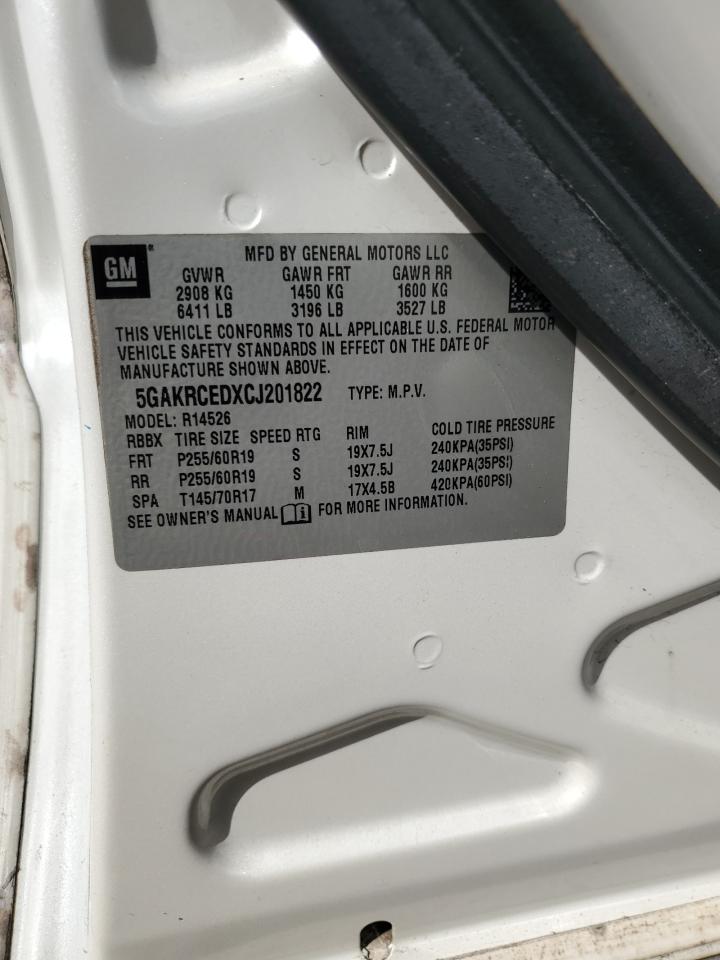 GM ® MFD BY GENERAL MOTORS LLC
GVWR GAWR FRT GAWR RR
2908 KG 1450 KG 1600 KG
6411 LB 3196 LB 3527 LB
THIS VEHICLE CONFORMS TO ALL APPLICABLE U.S. FEDERAL MOTOR
VEHICLE SAFETY STANDARDS IN EFFECT ON THE DATE OF
MANUFACTURE SHOWN ABOVE.
5GAKRCEDXCJ201822 TYPE: M.P.V.
MODEL: R14526
RBBX TIRE SIZE SPEED RTG RIM COLD TIRE PRESSURE
FRT P255/60R19 S 19X7.5J 240KPA(35PSI)
RR P255/60R19 S 19X7.5J 240KPA(35PSI)
SPA T145/70R17 M 17X4.5B 420KPA(60PSI)
SEE OWNER'S MANUAL i FOR MORE INFORMATION.